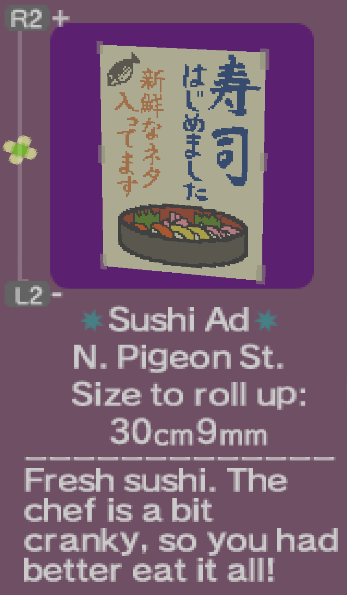 R2 +
寿司
はじめました
新鮮なネタ
入ってます
L2 -
Sushi Ad
N. Pigeon St.
Size to roll up:
30cm9mm
Fresh sushi. The
chef is a bit
cranky, so you had
better eat it all!